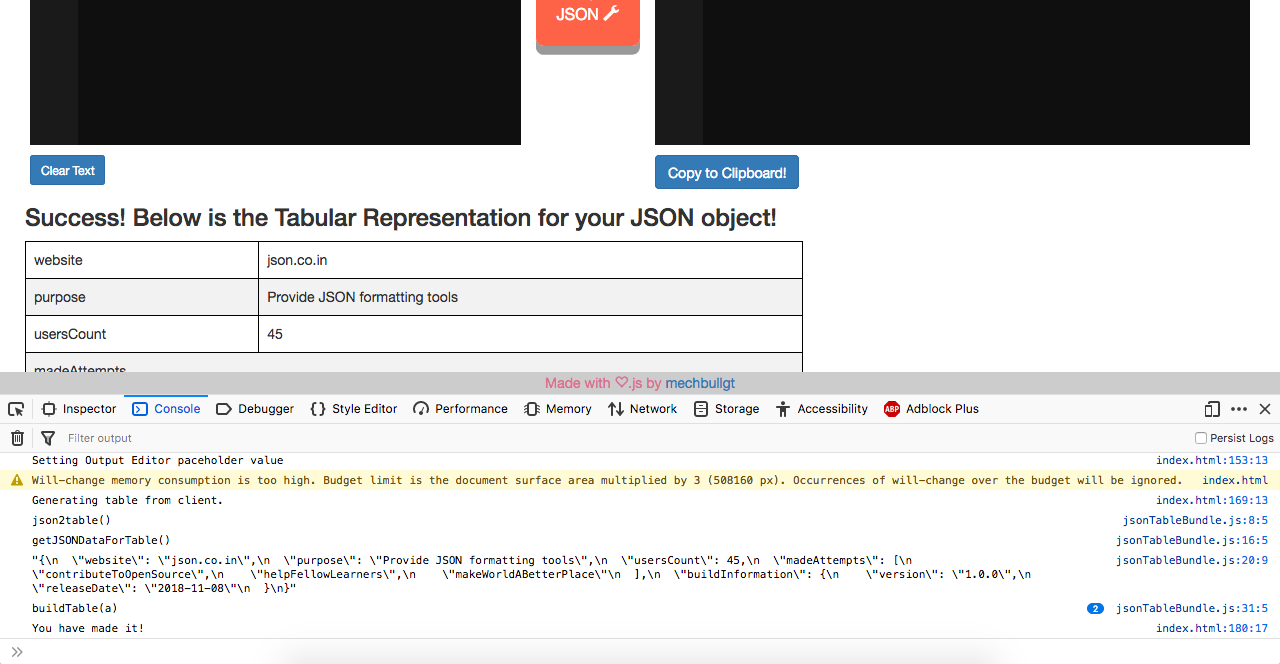 JSON
Clear Text
Copy to Clipboard!
Success! Below is the Tabular Representation for your JSON object!
website json.co.in
purpose Provide JSON formatting tools
usersCount 45
madeAttempts
Made with ♡.js by mechbullgt
Inspector Console Debugger {} Style Editor Performance Memory Network Storage Accessibility ABP Adblock Plus
Filter output Persist Logs
Setting Output Editor paceholder value index.html:153:13
Will-change memory consumption is too high. Budget limit is the document surface area multiplied by 3 (508160 px). Occurrences of will-change over the budget will be ignored. index.html
Generating table from client. index.html:169:13
json2table() jsonTableBundle.js:8:5
getJSONDataForTable() jsonTableBundle.js:16:5
"{\n  \"website\": \"json.co.in\",\n  \"purpose\": \"Provide JSON formatting tools\",\n  \"usersCount\": 45,\n  \"madeAttempts\": [\n jsonTableBundle.js:20:9
\"contributeToOpenSource\",\n    \"helpFellowLearners\",\n    \"makeWorldABetterPlace\"\n  ],\n  \"buildInformation\": {\n    \"version\": \"1.0.0\",\n
\"releaseDate\": \"2018-11-08\"\n  }\n}"
buildTable(a) 2 jsonTableBundle.js:31:5
You have made it! index.html:180:17
»